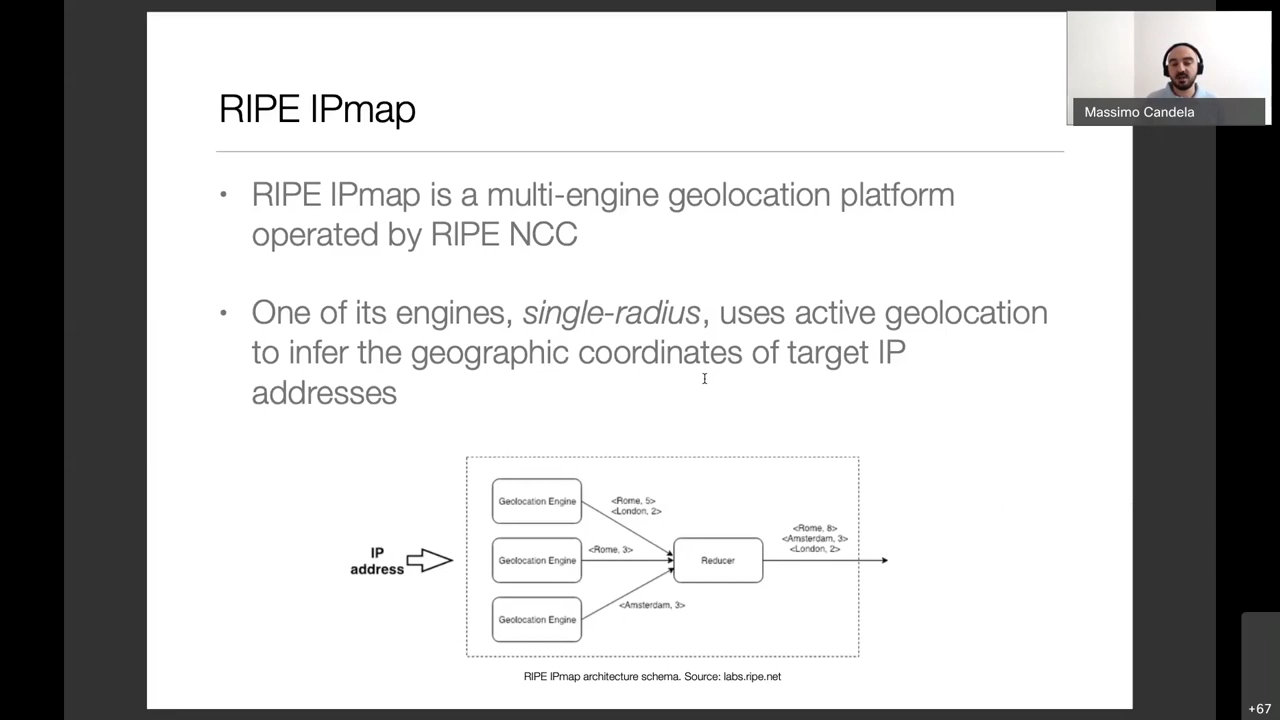 RIPE IPmap
Massimo Candela
• RIPE IPmap is a multi-engine geolocation platform
operated by RIPE NCC
• One of its engines, single-radius, uses active geolocation
to infer the geographic coordinates of target IP
addresses
IP
address
Geolocation Engine
Geolocation Engine
Geolocation Engine
<Rome, 5>
<London, 2>
<Rome, 3>
<Amsterdam, 3>
Reducer
<Rome, 8>
<Amsterdam, 3>
<London, 2>
RIPE IPmap architecture schema. Source: labs.ripe.net
+67